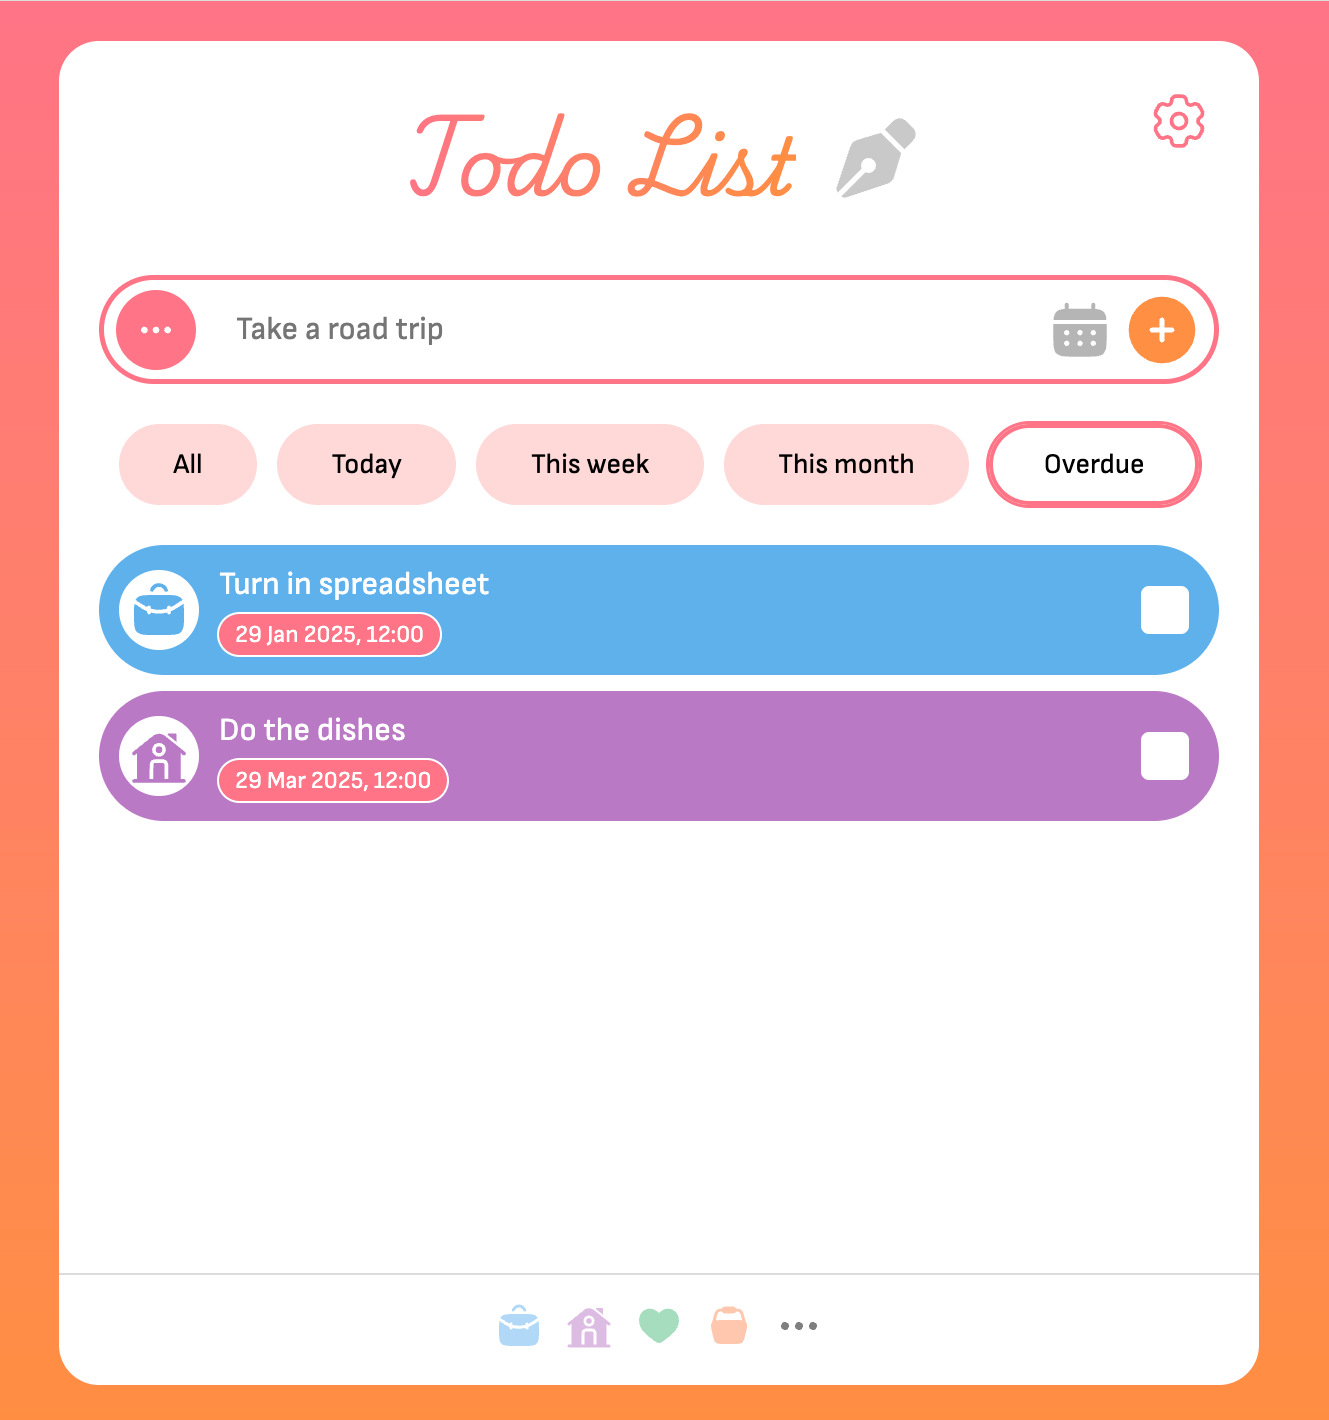 Todo List
Take a road trip
All
Today
This week
This month
Overdue
Turn in spreadsheet
29 Jan 2025, 12:00
Do the dishes
29 Mar 2025, 12:00